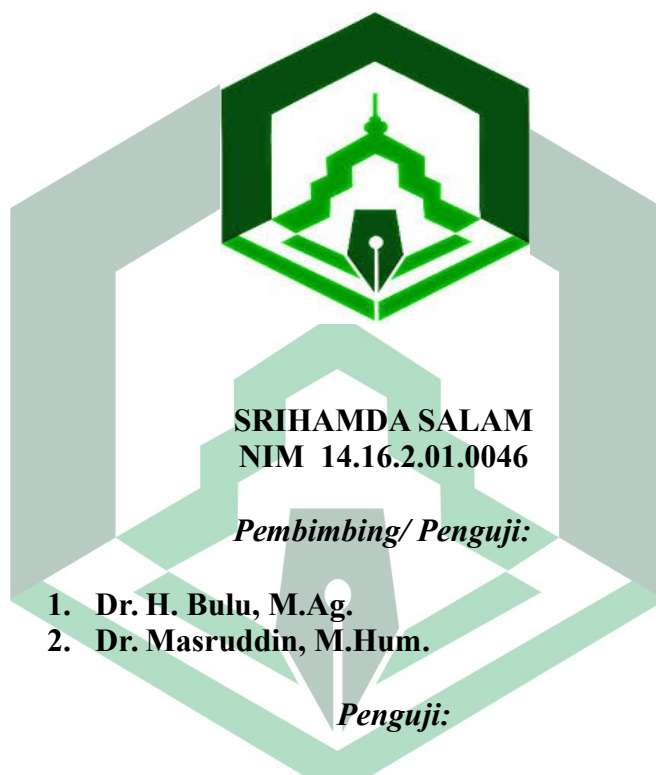 SRIHAMDA SALAM
NIM 14.16.2.01.0046
Pembimbing/ Penguji:
1. Dr. H. Bulu, M.Ag.
2. Dr. Masruddin, M.Hum.
Penguji: